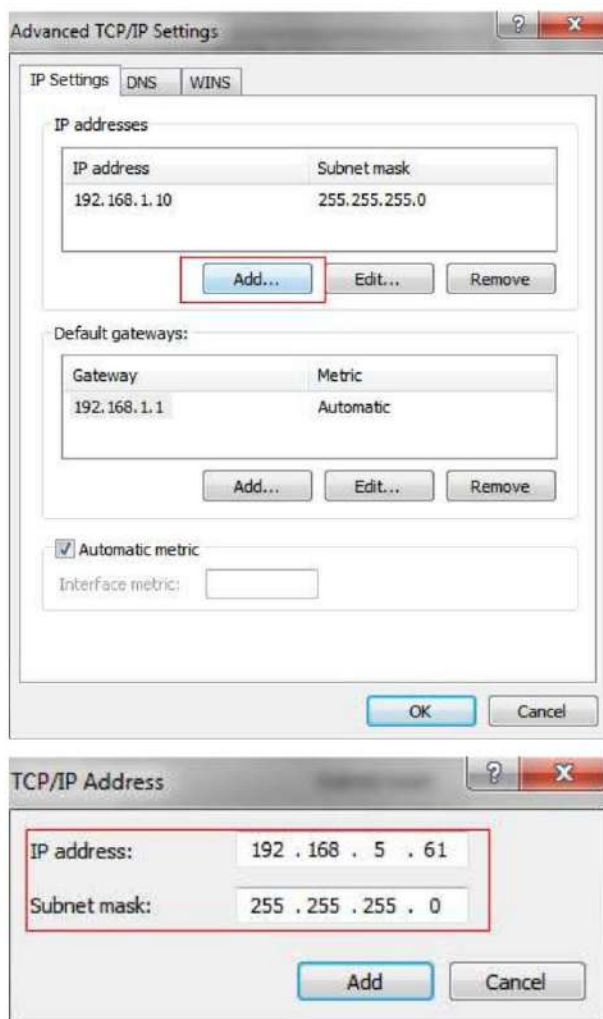 Advanced TCP/IP Settings
IP Settings DNS WINS
IP addresses
IP address Subnet mask
192.168.1.10 255.255.255.0
Add... Edit... Remove
Default gateways:
Gateway Metric
192.168.1.1 Automatic
Add... Edit... Remove
Automatic metric
Interface metric:
OK Cancel
TCP/IP Address
IP address: 192 . 168 . 5 . 61
Subnet mask: 255 . 255 . 255 . 0
Add Cancel